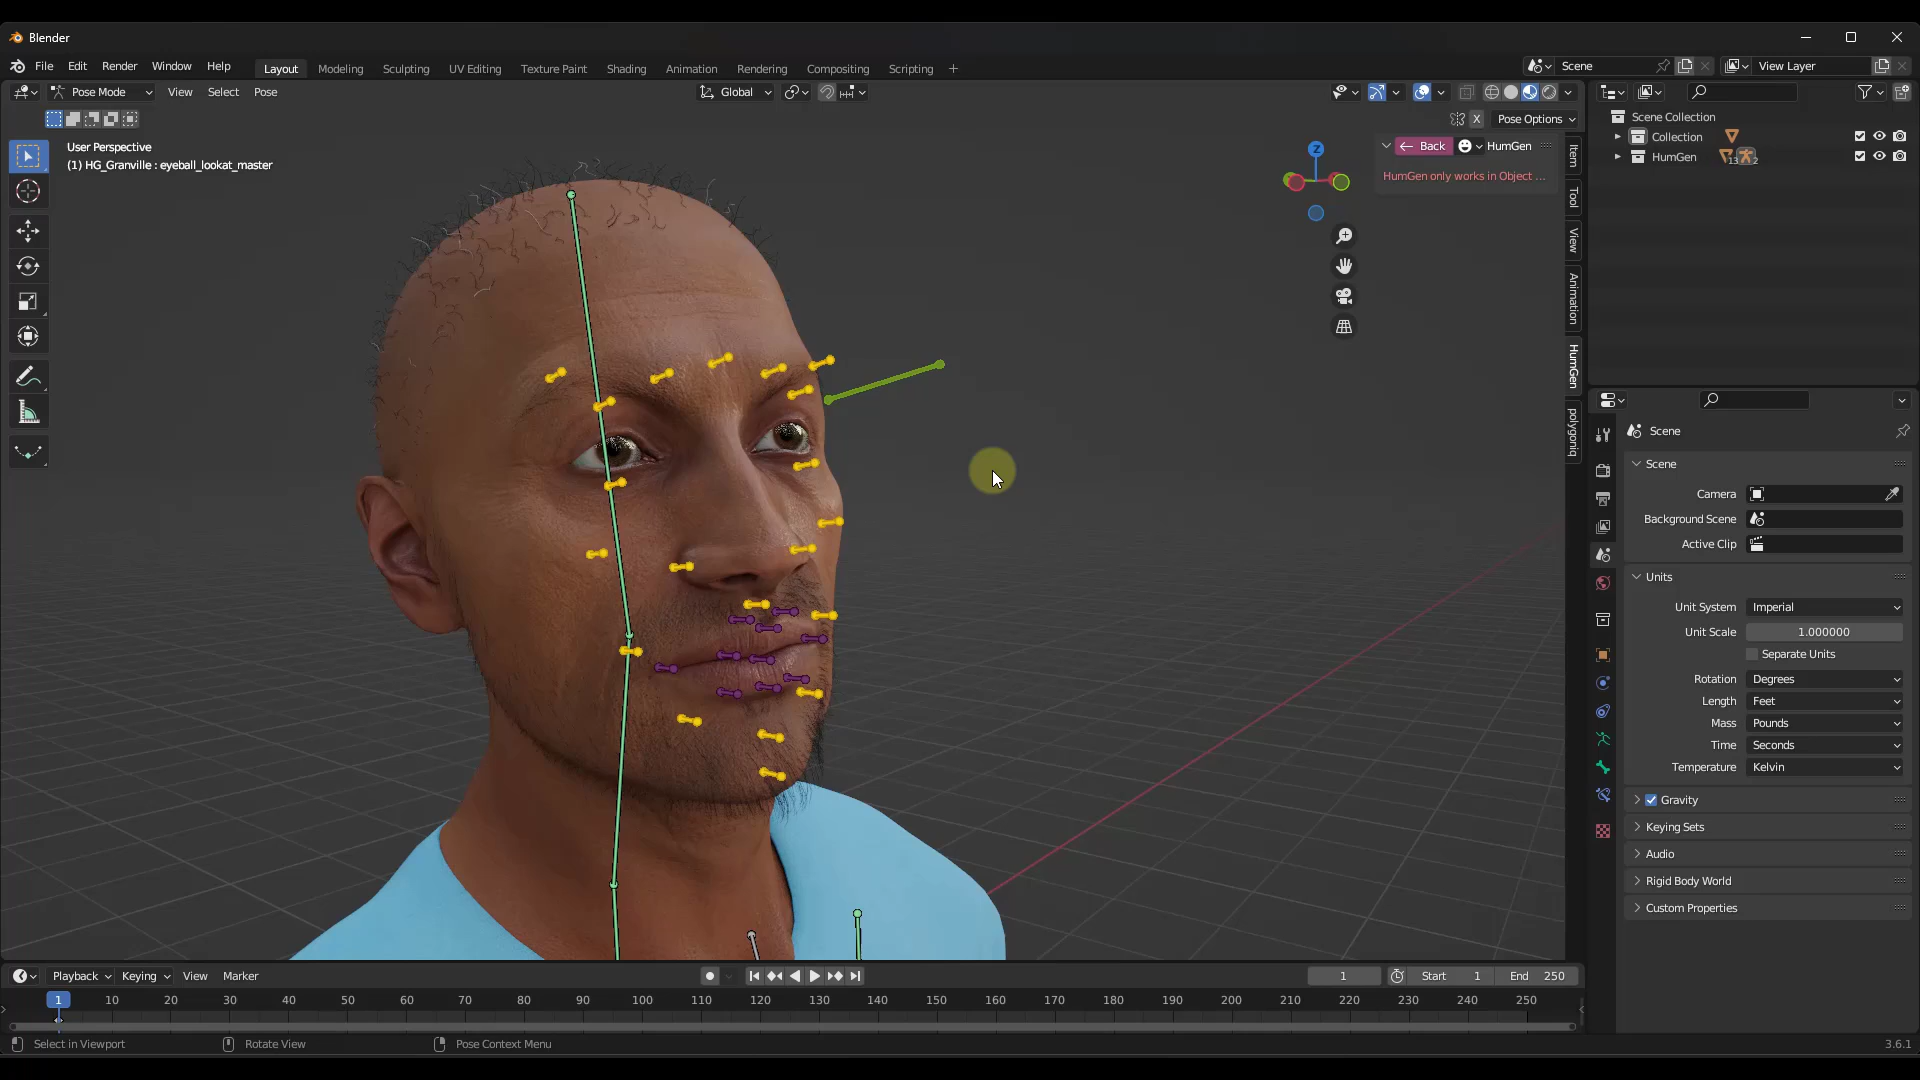 Blender
File Edit Render Window Help
Layout Modeling Sculpting UV Editing Texture Paint Shading Animation Rendering Compositing Scripting +
Scene
View Layer
Pose Mode View Select Pose
Global
X Pose Options
User Perspective
(1) HG_Granville : eyeball_lookat_master
Z
Back HumGen
HumGen only works in Object ...
Item
Tool
View
Animation
HumGen
polygoniq
Scene Collection
Collection
HumGen 13 2
Scene
Scene
Camera
Background Scene
Active Clip
Units
Unit System Imperial
Unit Scale 1.000000
Separate Units
Rotation Degrees
Length Feet
Mass Pounds
Time Seconds
Temperature Kelvin
Gravity
Keying Sets
Audio
Rigid Body World
Custom Properties
Playback Keying View Marker
1 Start 1 End 250
1 10 20 30 40 50 60 70 80 90 100 110 120 130 140 150 160 170 180 190 200 210 220 230 240 250
Select in Viewport Rotate View Pose Context Menu
3.6.1